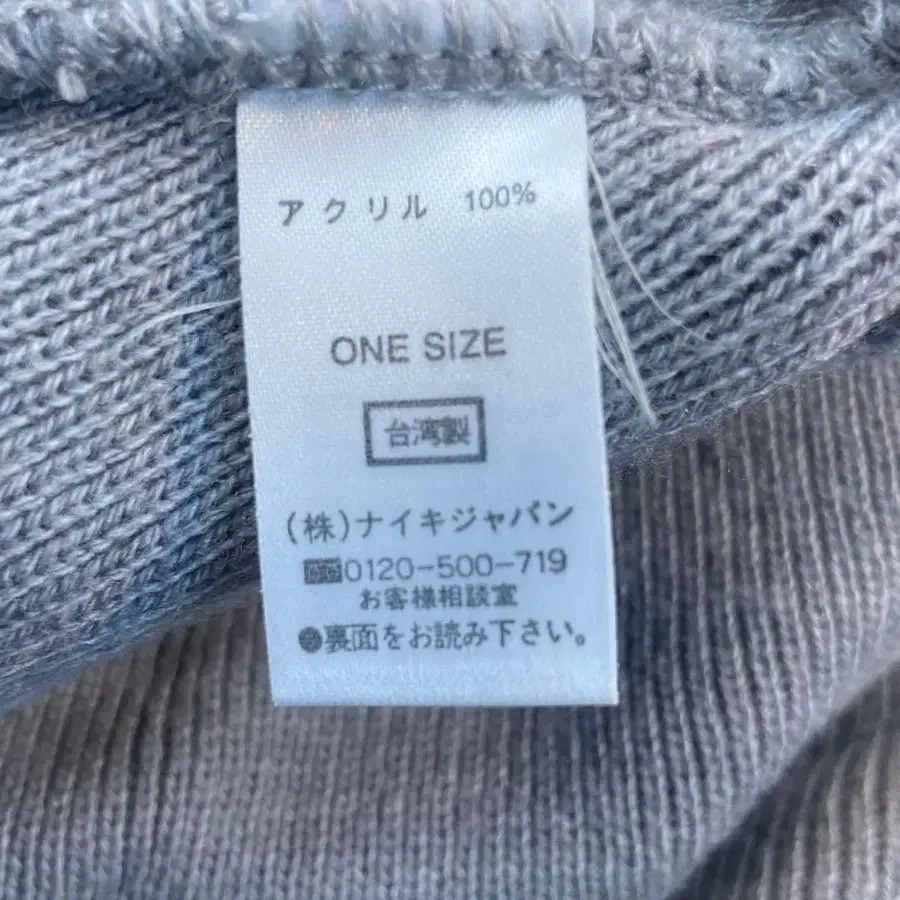 アクリル 100%
ONE SIZE
台湾製
(株)ナイキジャパン
0120-500-719
お客様相談室
●裏面をお読み下さい。